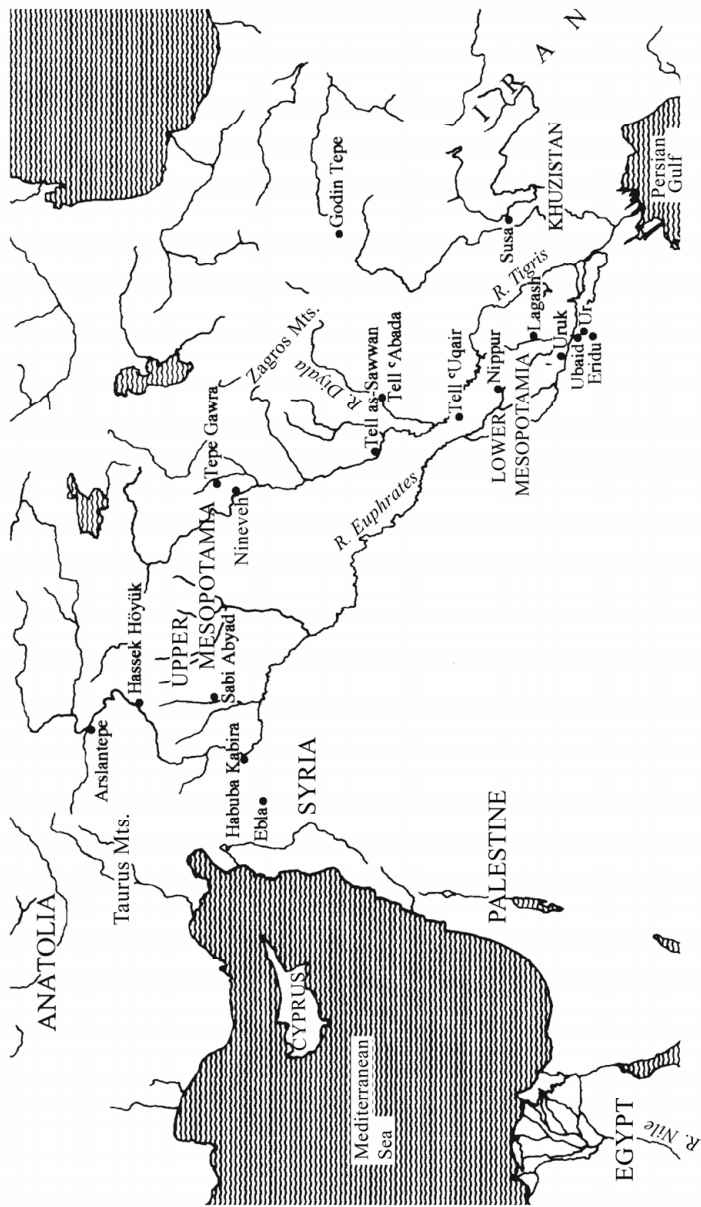 ANATOLIA
Arslantepe
Taurus Mts.
Hassek Höyük
UPPER
MESOPOTAMIA
Tepe Gawra
Sabi Abyad
Habuba Kabira
Nineveh
Ebla
Zagros Mts.
CYPRUS
SYRIA
R. Diyala
Godin Tepe
Mediterranean
Sea
Tell as-Sawwan
Tell ʿAbada
R. Euphrates
Tell ʿUqair
PALESTINE
LOWER
MESOPOTAMIA
Nippur
Susa
IRAN
R. Tigris
Lagash
KHUZISTAN
Uruk
Ubaid
Ur
Eridu
EGYPT
R. Nile
Persian
Gulf